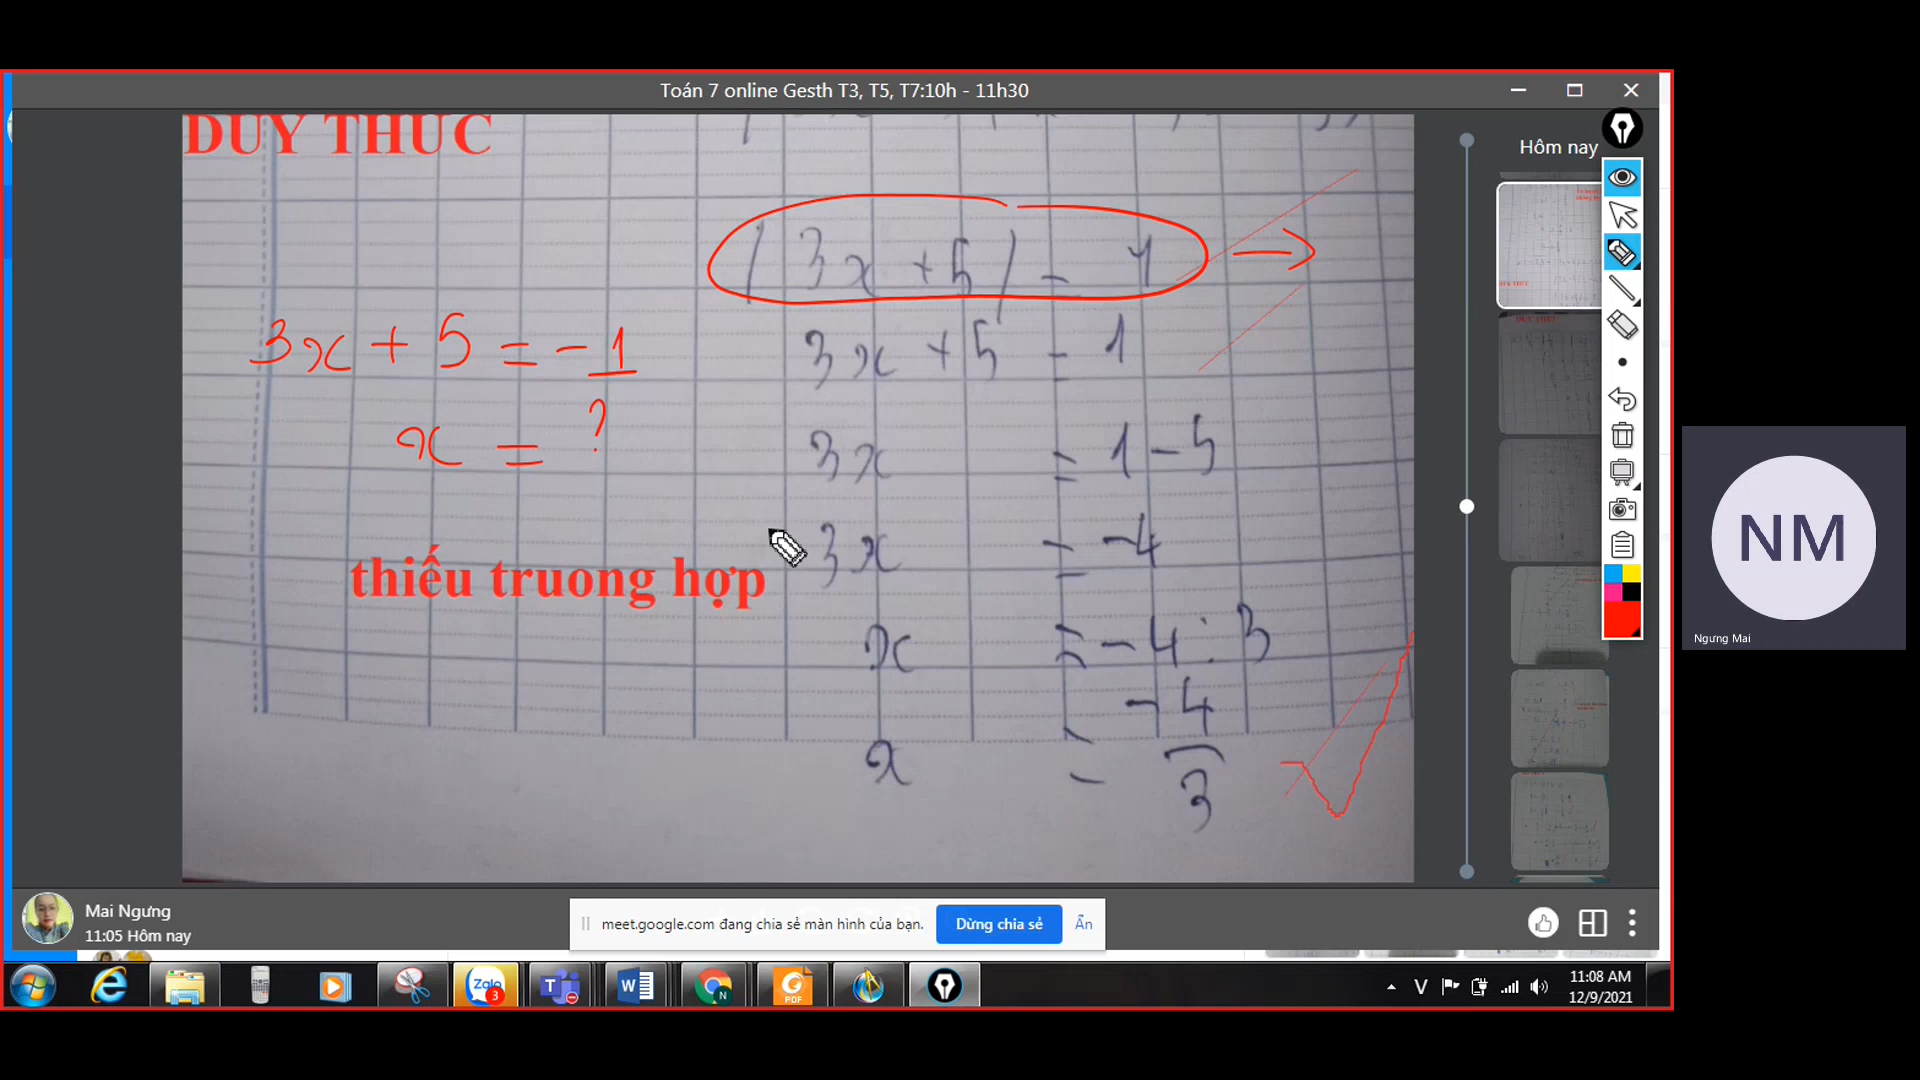 Toán 7 online Gesth T3, T5, T7:10h - 11h30
DUY THUC
Hôm nay
|3x + 5| = 1
3x + 5 = -1
3x + 5 = 1
x = ?
3x = 1 - 5
3x = -4
thiếu truong hợp
x = -4 : 3
x = -4/3
NM
Ngưng Mai
Mai Ngưng
11:05 Hôm nay
meet.google.com đang chia sẻ màn hình của bạn.
Dừng chia sẻ
Ẩn
Zalo
3
T
W
N
PDF
V
11:08 AM
12/9/2021